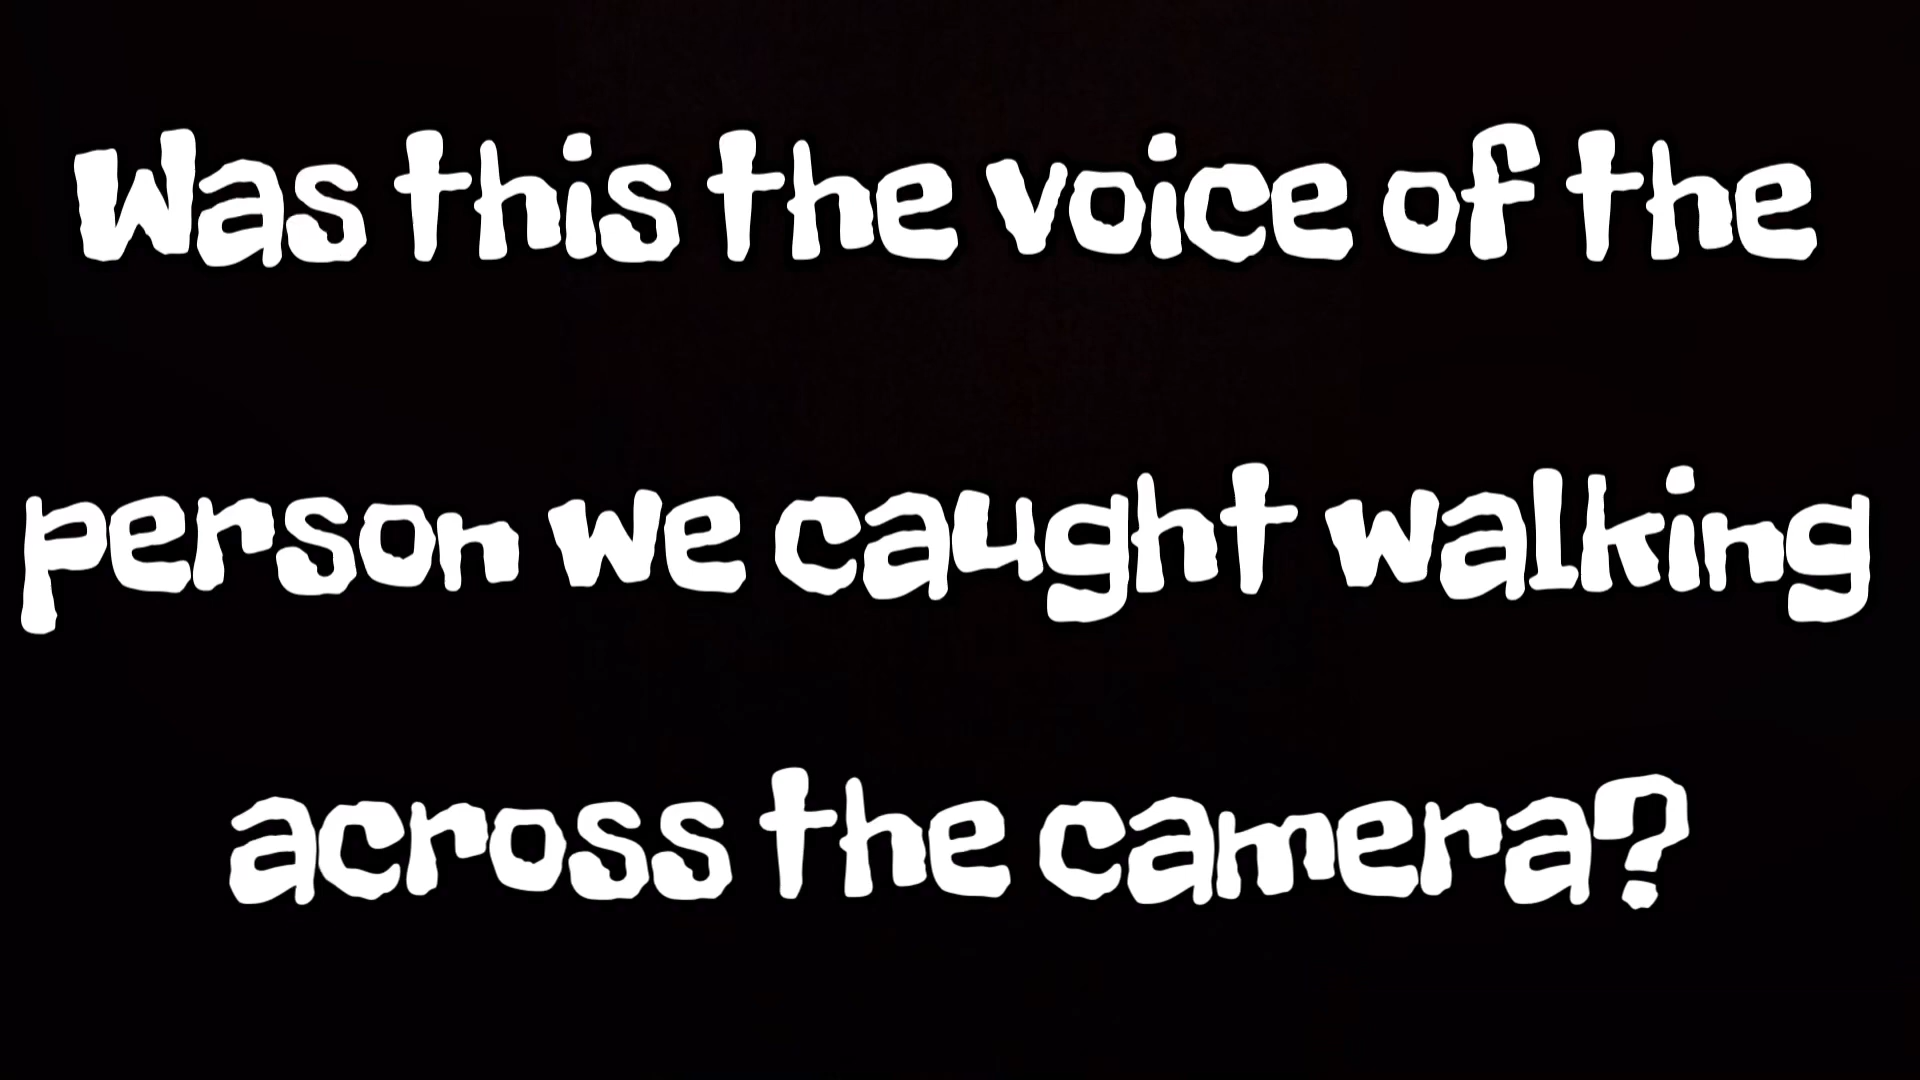 Was this the voice of the
person we caught walking
across the camera?